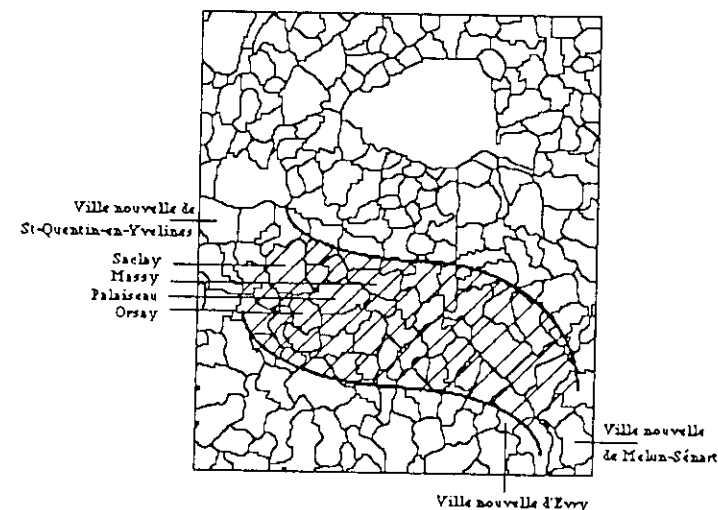 Ville nouvelle de
St-Quentin-en-Yvelines
Saclay
Massy
Palaiseau
Orsay
Ville nouvelle
de Melun-Sénart
Ville nouvelle d'Evry